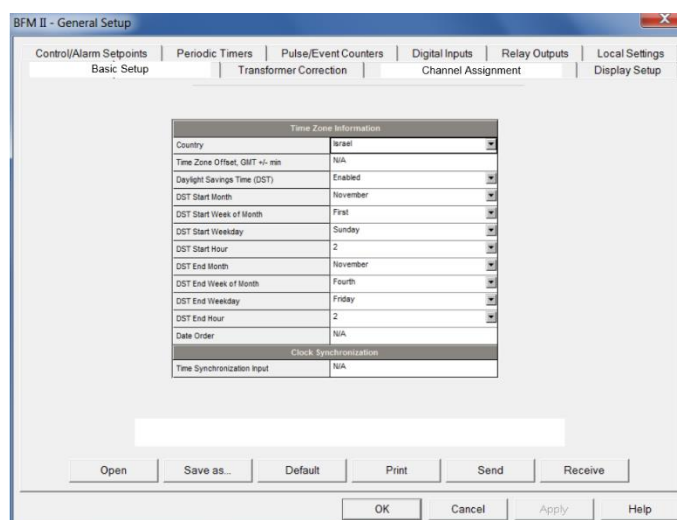 BFM II - General Setup
X
Control/Alarm Setpoints | Periodic Timers | Pulse/Event Counters | Digital Inputs | Relay Outputs | Local Settings
Basic Setup | Transformer Correction | Channel Assignment | Display Setup
Time Zone Information
Country Israel
Time Zone Offset, GMT +/- min N/A
Daylight Savings Time (DST) Enabled
DST Start Month November
DST Start Week of Month First
DST Start Weekday Sunday
DST Start Hour 2
DST End Month November
DST End Week of Month Fourth
DST End Weekday Friday
DST End Hour 2
Date Order N/A
Clock Synchronization
Time Synchronization Input N/A
Open Save as... Default Print Send Receive
OK Cancel Apply Help